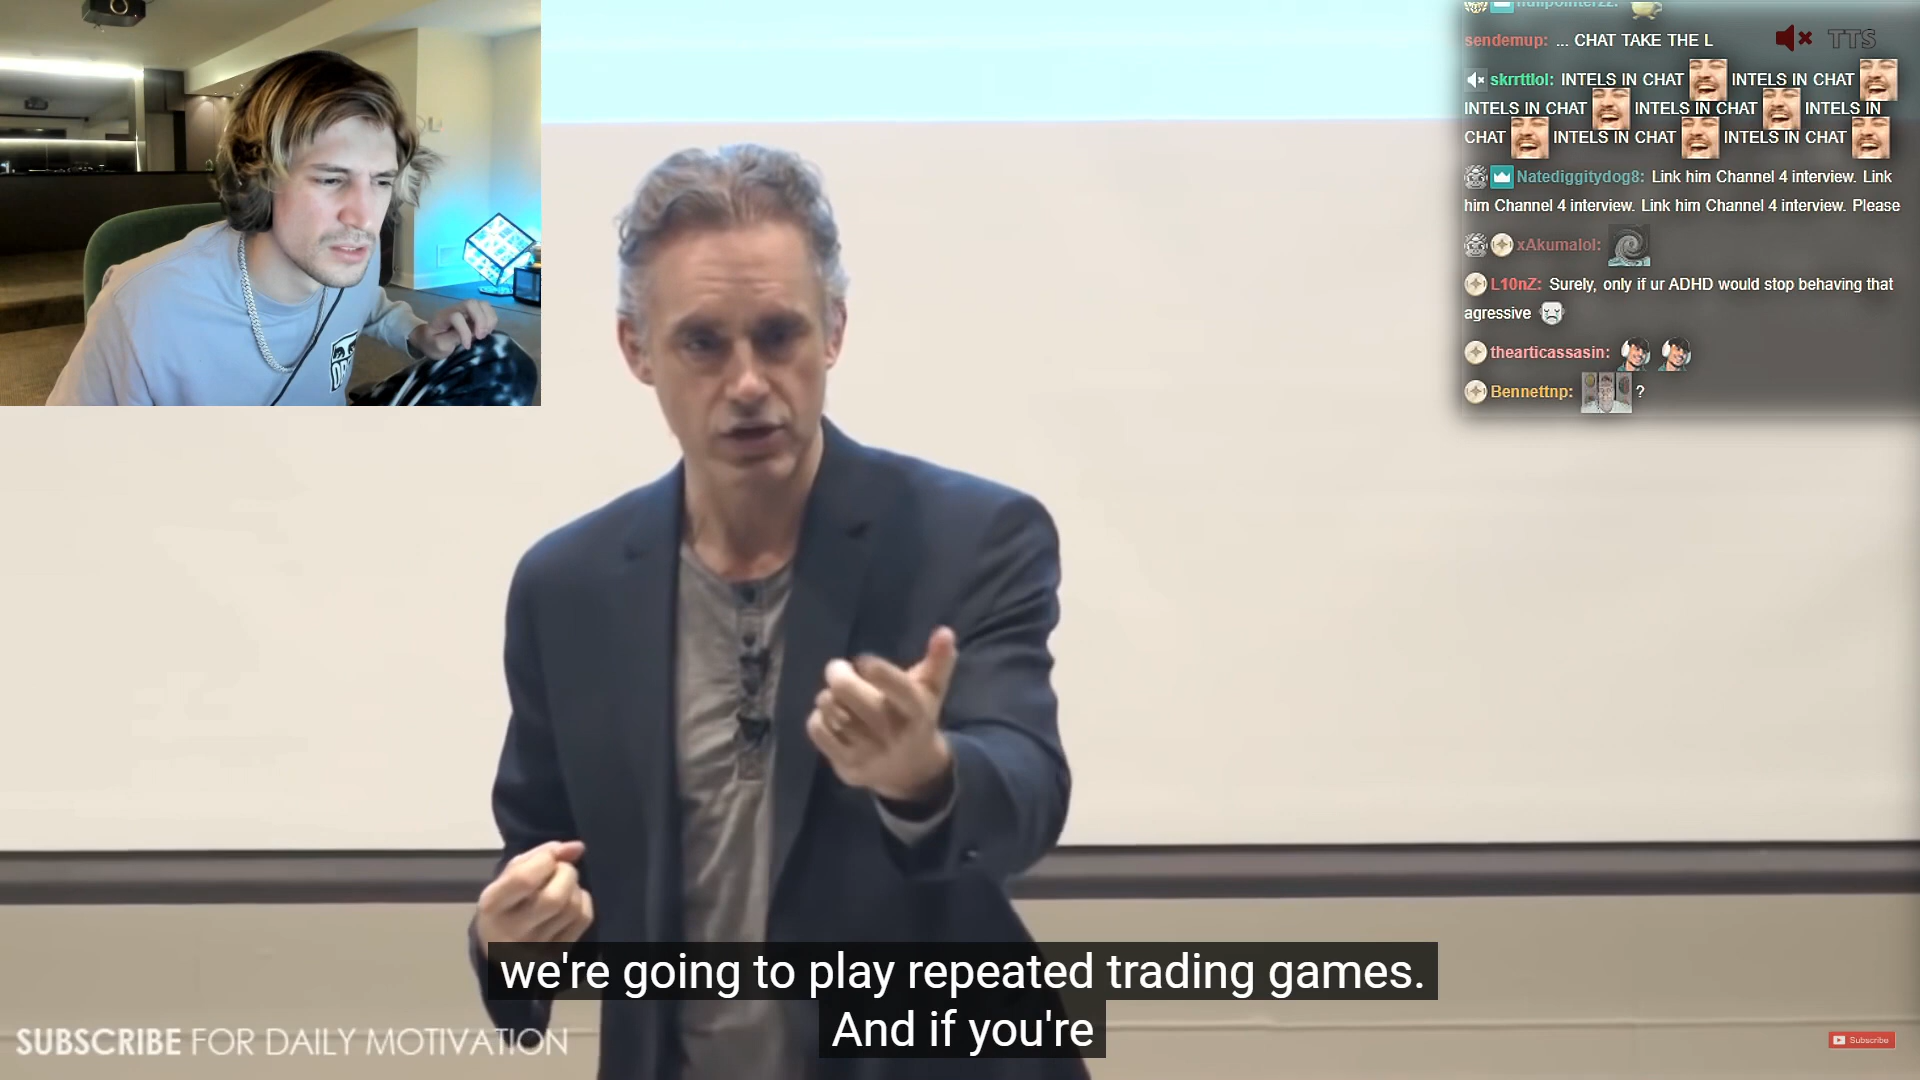 sendemup: ... CHAT TAKE THE L
TTS
skrrttlol: INTELS IN CHAT INTELS IN CHAT
INTELS IN CHAT INTELS IN CHAT INTELS IN
CHAT INTELS IN CHAT INTELS IN CHAT
Natediggitydog8: Link him Channel 4 interview. Link
him Channel 4 interview. Link him Channel 4 interview. Please
xAkumalol:
L10nZ: Surely, only if ur ADHD would stop behaving that
agressive
thearticassasin:
Bennettnp: ?
we're going to play repeated trading games.
And if you're
SUBSCRIBE FOR DAILY MOTIVATION
Subscribe